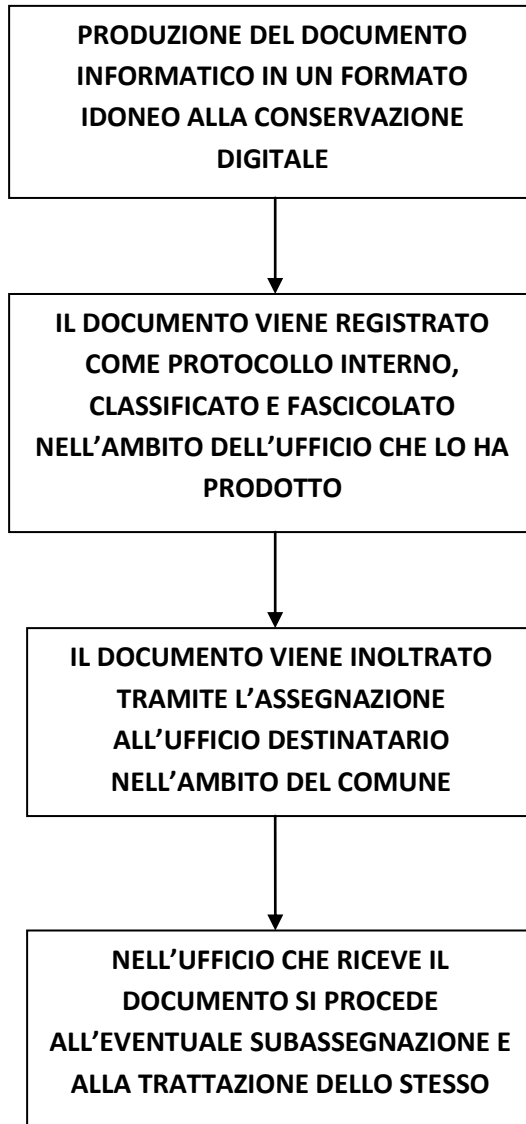 PRODUZIONE DEL DOCUMENTO
INFORMATICO IN UN FORMATO
IDONEO ALLA CONSERVAZIONE
DIGITALE
IL DOCUMENTO VIENE REGISTRATO
COME PROTOCOLLO INTERNO,
CLASSIFICATO E FASCICOLATO
NELL’AMBITO DELL’UFFICIO CHE LO HA
PRODOTTO
IL DOCUMENTO VIENE INOLTRATO
TRAMITE L’ASSEGNAZIONE
ALL’UFFICIO DESTINATARIO
NELL’AMBITO DEL COMUNE
NELL’UFFICIO CHE RICEVE IL
DOCUMENTO SI PROCEDE
ALL’EVENTUALE SUBASSEGNAZIONE E
ALLA TRATTAZIONE DELLO STESSO